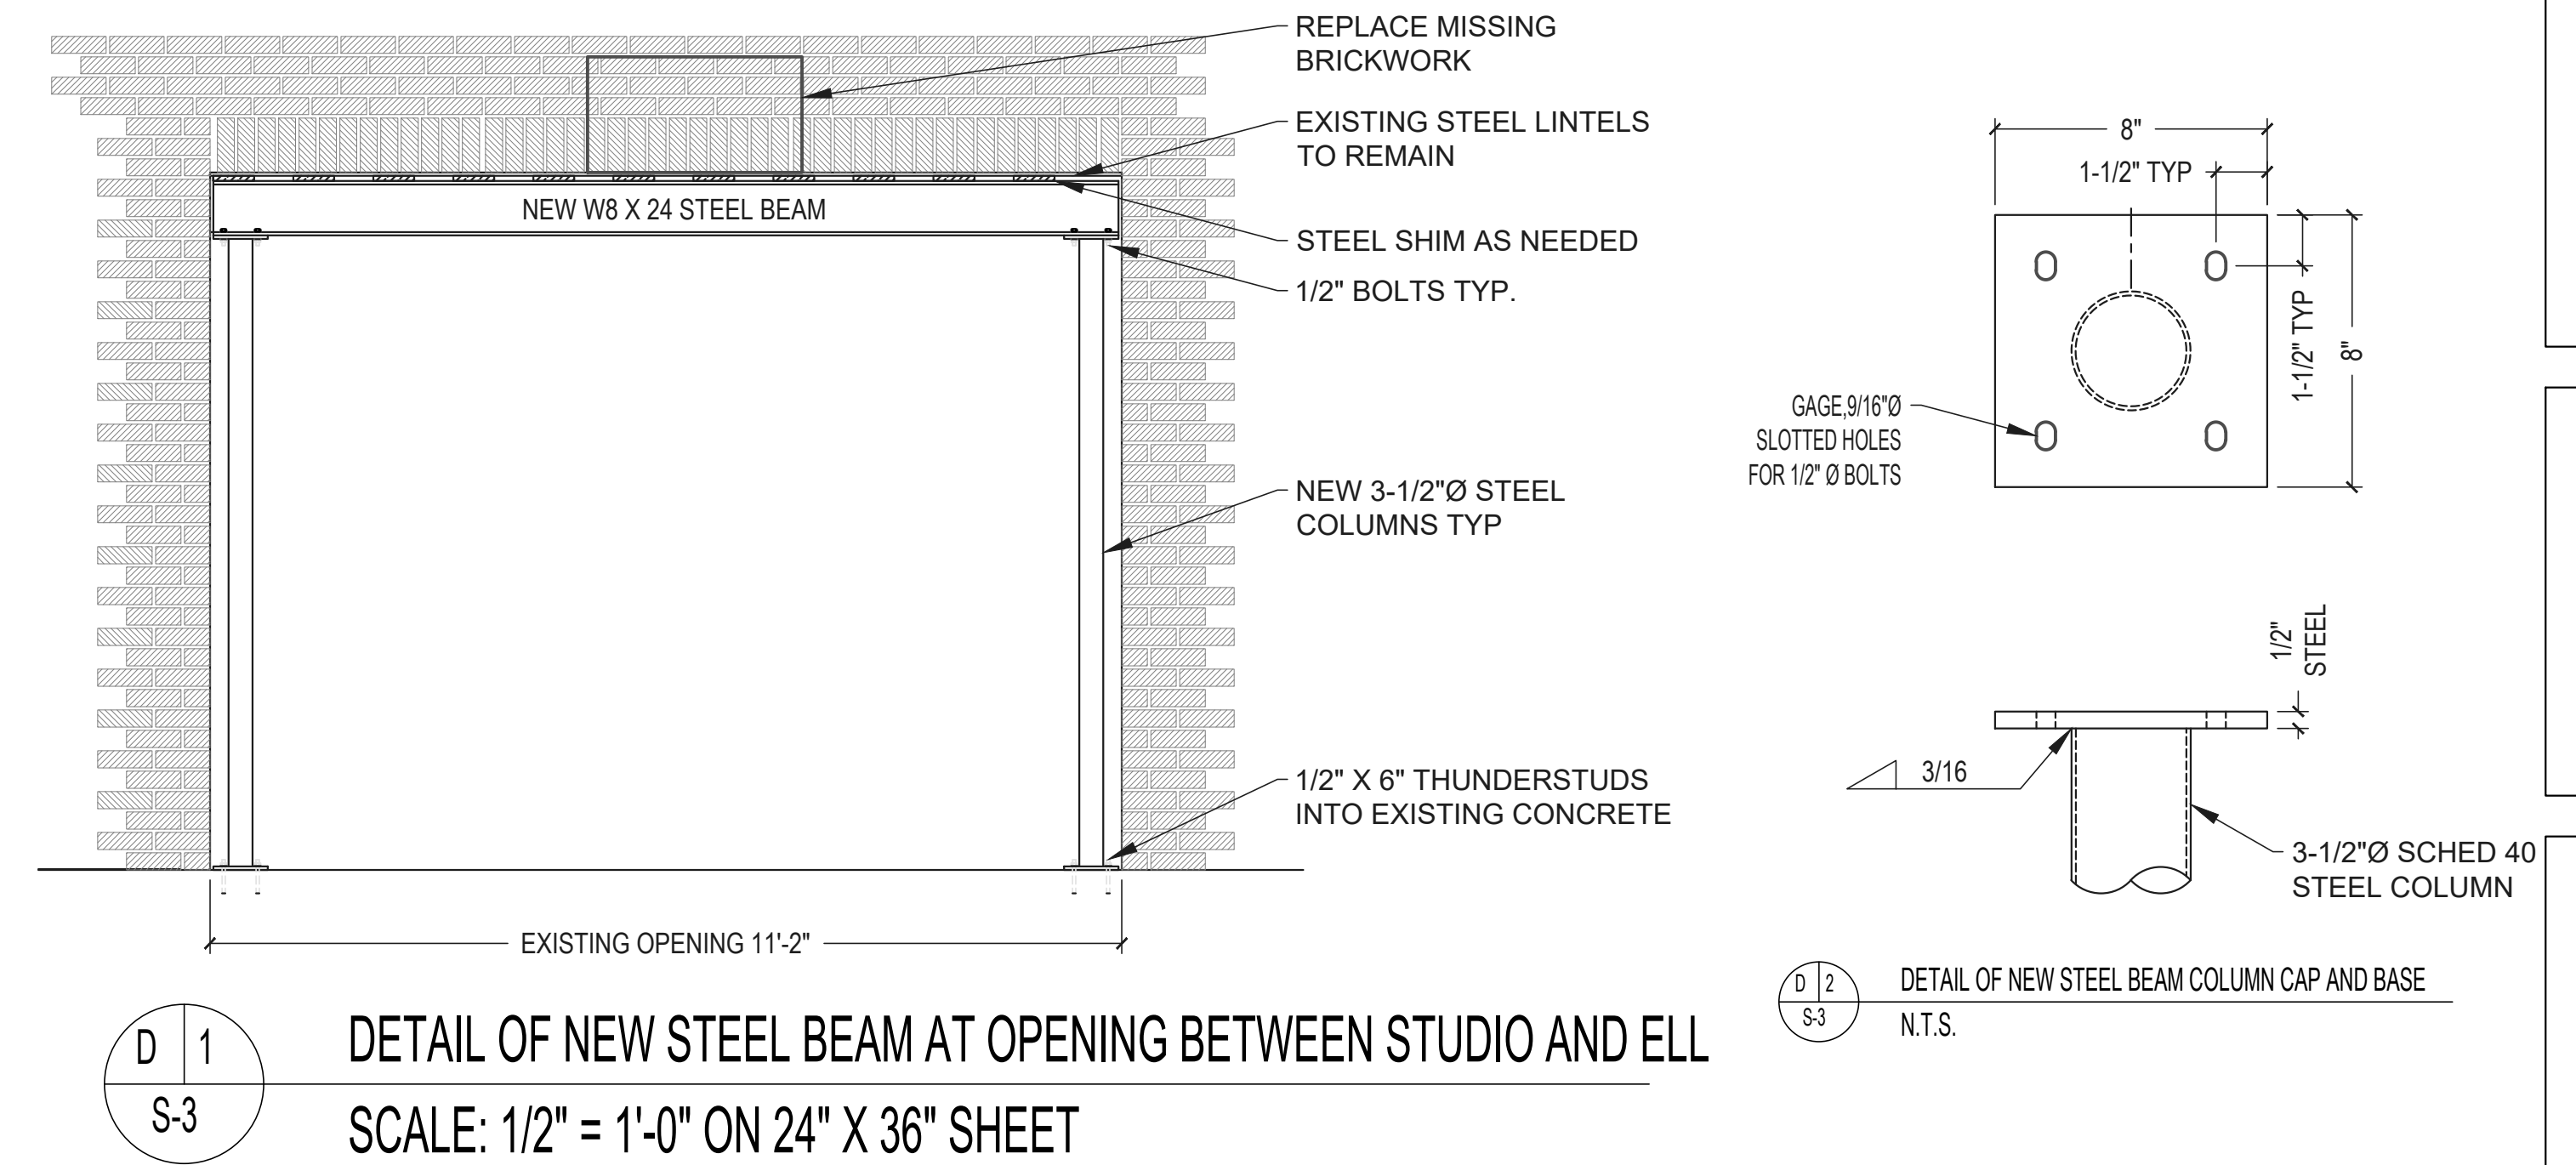 REPLACE MISSING
BRICKWORK
EXISTING STEEL LINTELS
TO REMAIN
NEW W8 X 24 STEEL BEAM
STEEL SHIM AS NEEDED
1/2" BOLTS TYP.
NEW 3-1/2"Ø STEEL
COLUMNS TYP
1/2" X 6" THUNDERSTUDS
INTO EXISTING CONCRETE
EXISTING OPENING 11'-2"
D 1
S-3
DETAIL OF NEW STEEL BEAM AT OPENING BETWEEN STUDIO AND ELL
SCALE: 1/2" = 1'-0" ON 24" X 36" SHEET
8"
1-1/2" TYP
1-1/2" TYP
8"
GAGE,9/16"Ø
SLOTTED HOLES
FOR 1/2" Ø BOLTS
1/2"
STEEL
3/16
3-1/2"Ø SCHED 40
STEEL COLUMN
D 2
S-3
DETAIL OF NEW STEEL BEAM COLUMN CAP AND BASE
N.T.S.